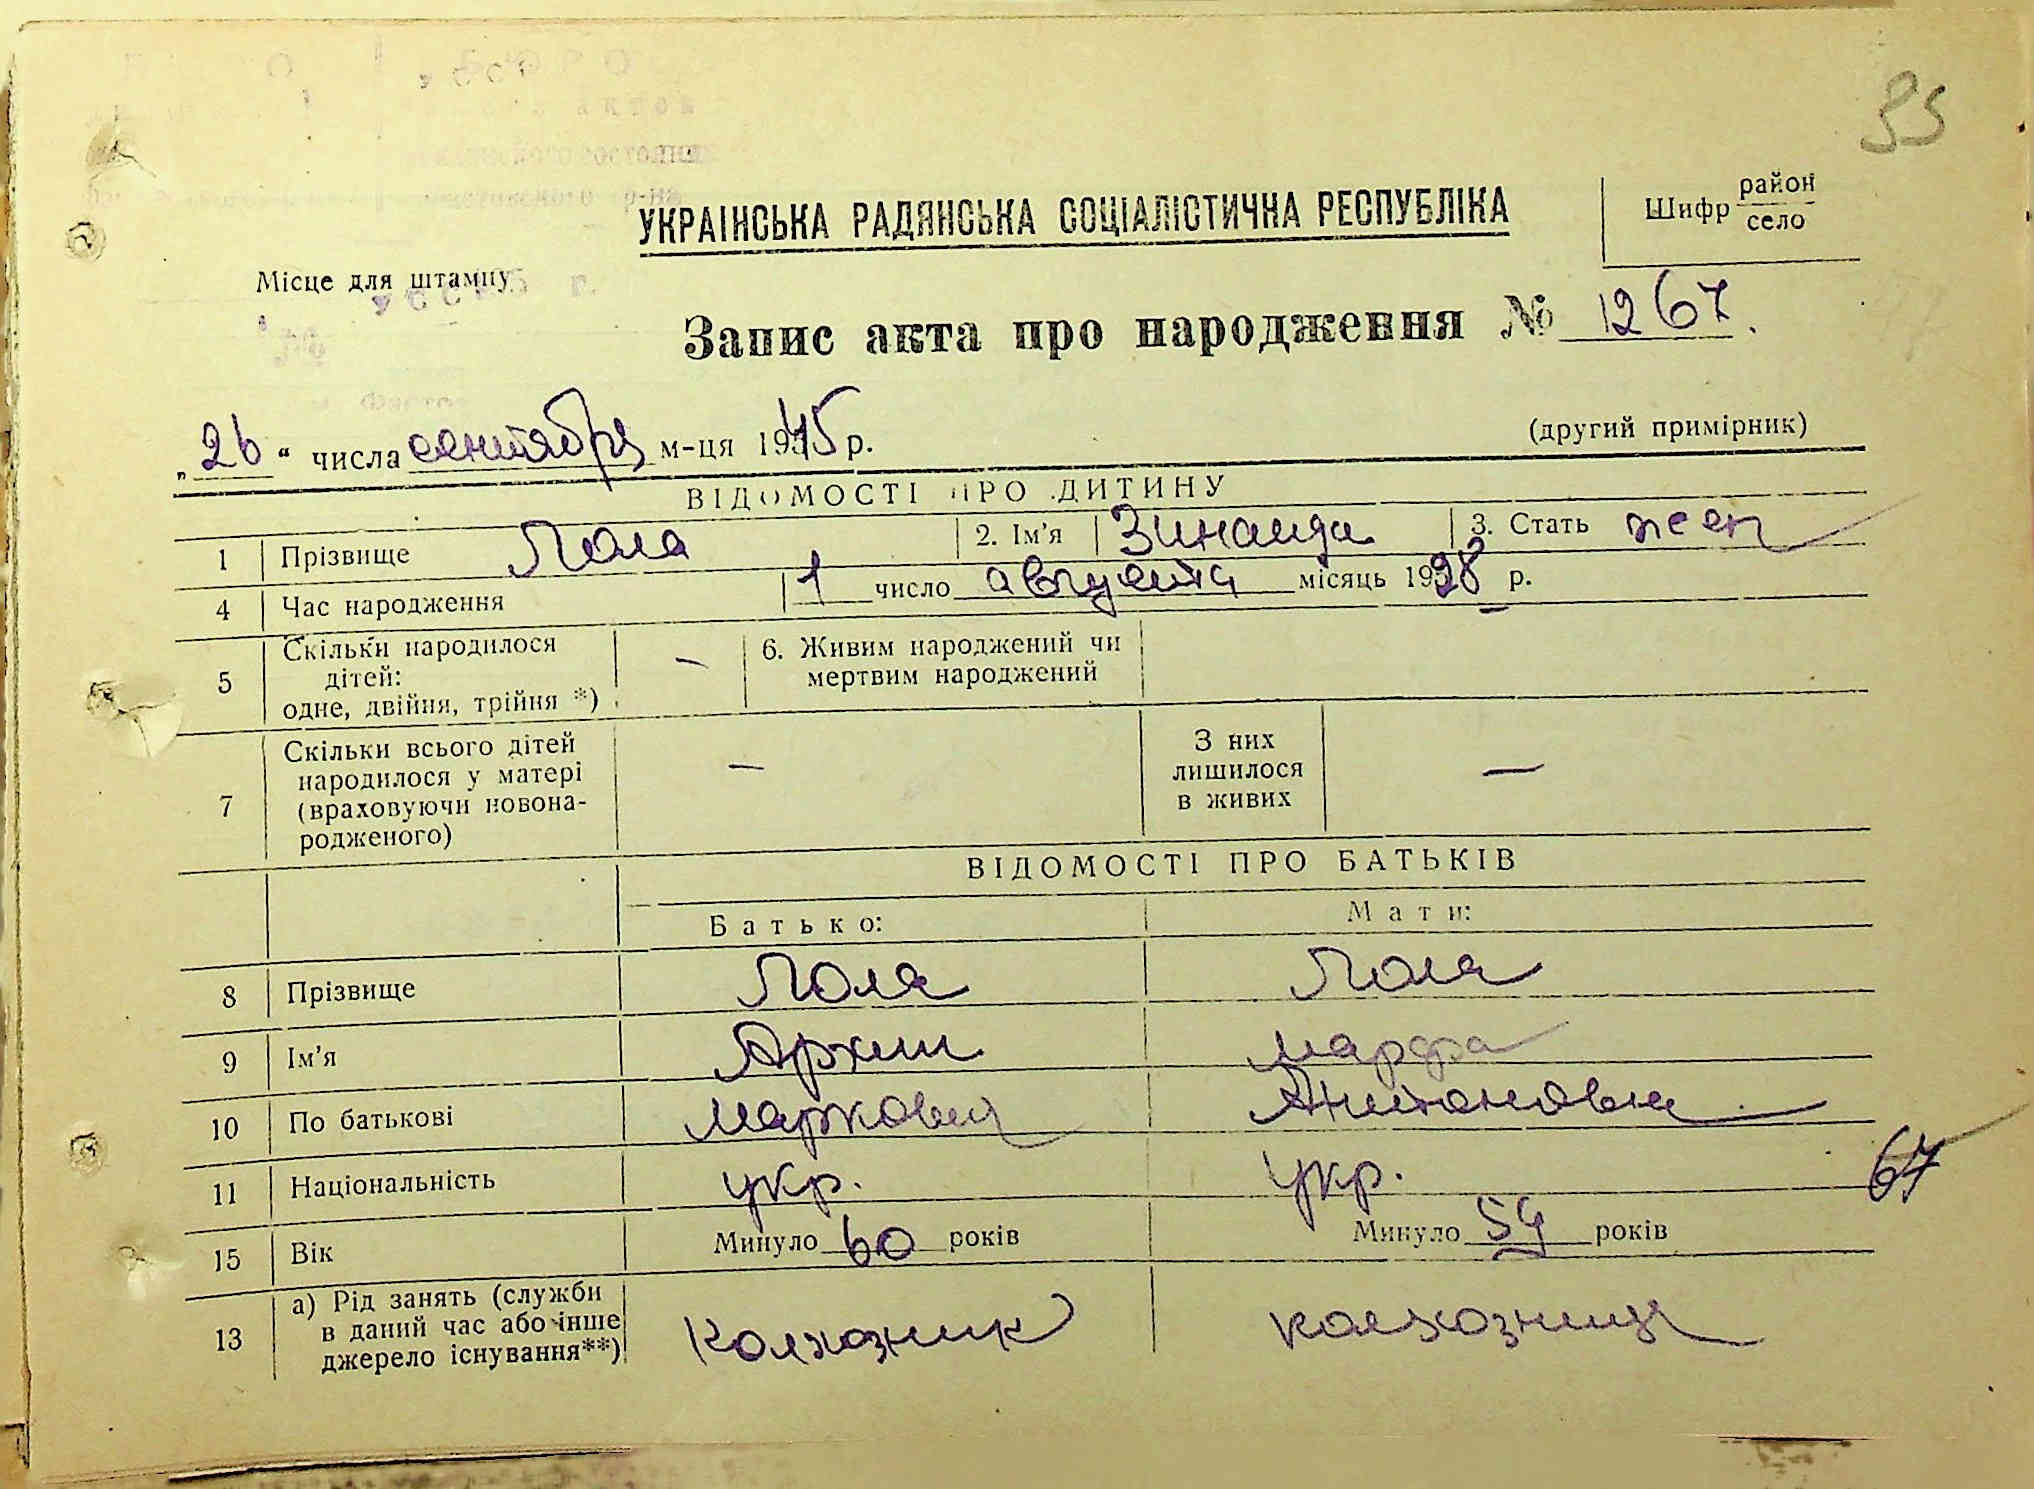 95
УКРАЇНСЬКА РАДЯНСЬКА СОЦІАЛІСТИЧНА РЕСПУБЛІКА
Шифр район
село
Місце для штампу
Запис акта про народження № 1267.
„26“ числа сентября м-ця 1945 р.
(другий примірник)
ВІДОМОСТІ ПРО ДИТИНУ
1 Прізвище Лола 2. Ім'я Зинаида 3. Стать жен
4 Час народження 1 число августа місяць 1928 р.
5 Скільки народилося
дітей:
одне, двійня, трійня *) — 6. Живим народжений чи
мертвим народжений
7 Скільки всього дітей
народилося у матері
(враховуючи новона-
родженого) — З них
лишилося
в живих —
ВІДОМОСТІ ПРО БАТЬКІВ
Батько: Мати:
8 Прізвище Лола Лола
9 Ім'я Архип Марфа
10 По батькові Маркович Антоновна
11 Національність укр. укр.
67
15 Вік Минуло 60 років Минуло 59 років
13 а) Рід занять (служби
в даний час або інше
джерело існування**) колхозник колхозница